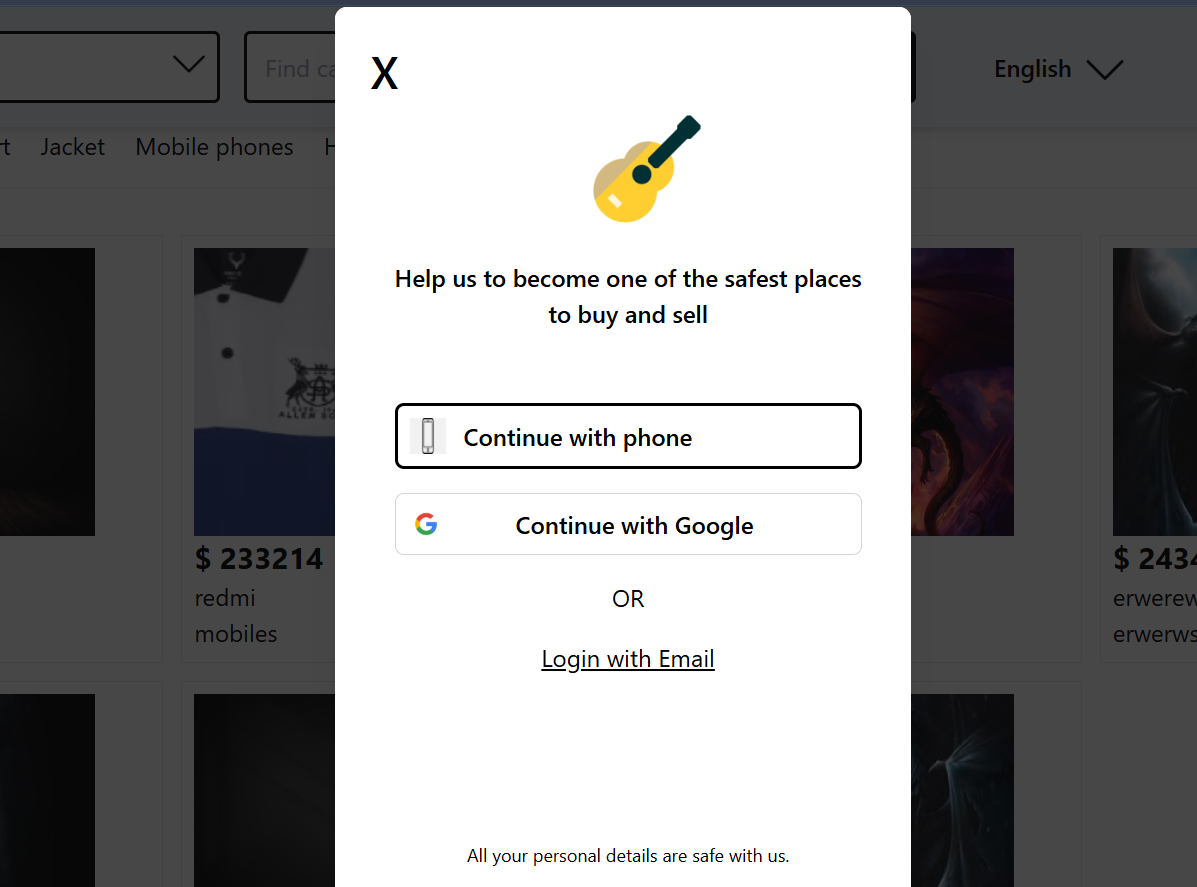 X
Find ca
English
Jacket
Mobile phones
Help us to become one of the safest places
to buy and sell
Continue with phone
Continue with Google
OR
Login with Email
All your personal details are safe with us.
$ 233214
redmi
mobiles
ALLEN SO
$ 2434
erwerew
erwerws